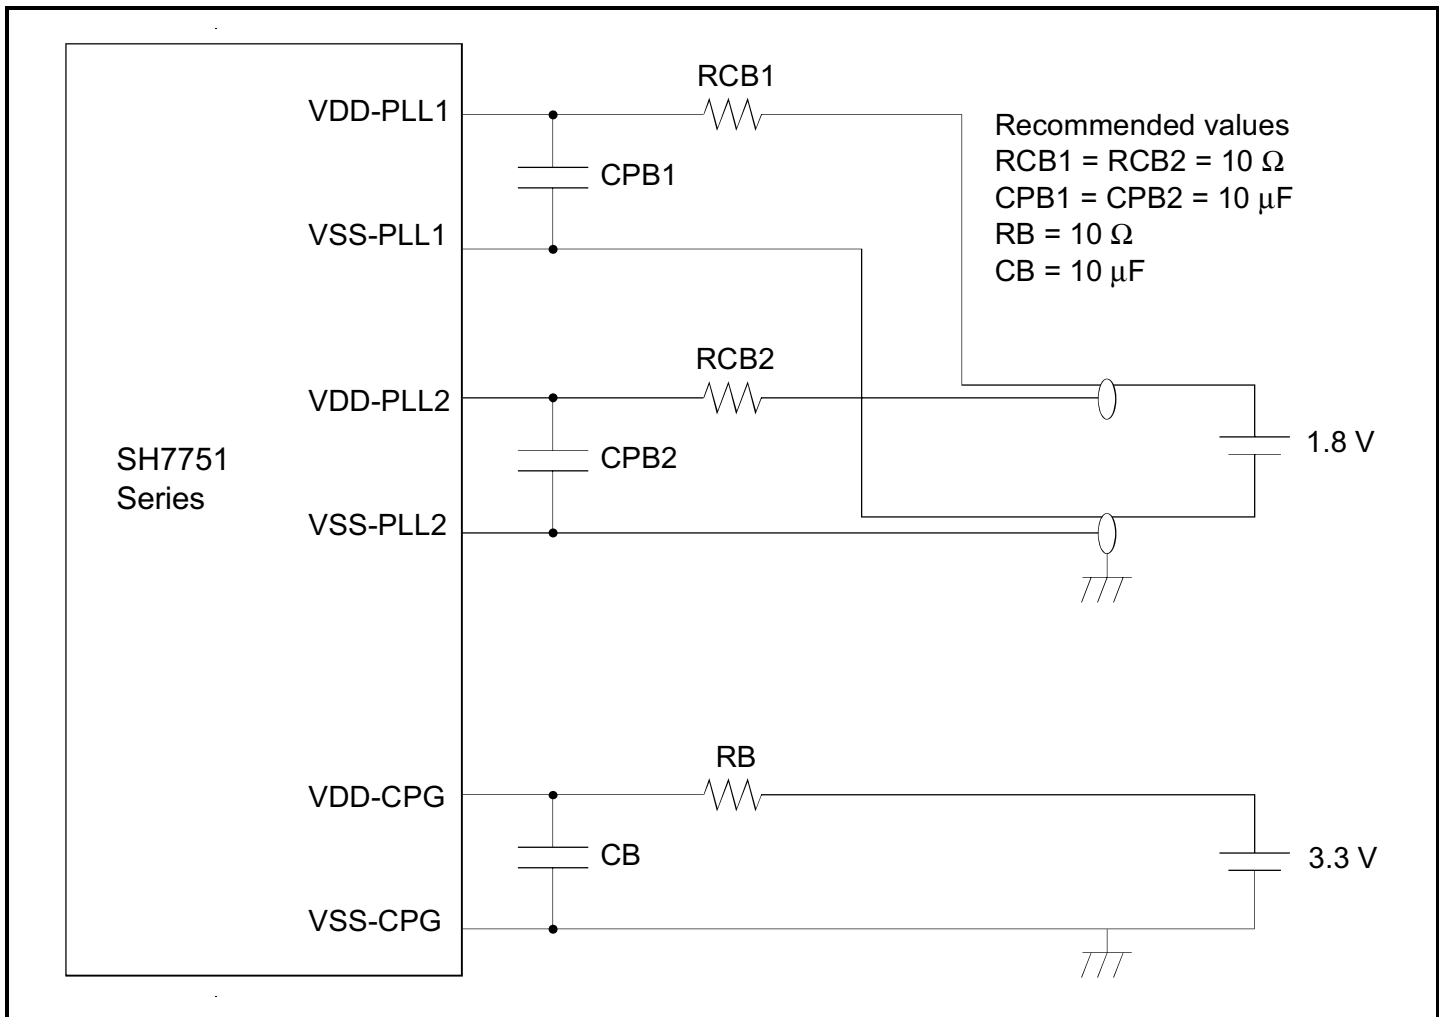 RCB1
VDD-PLL1
CPB1
VSS-PLL1
Recommended values
RCB1 = RCB2 = 10 Ω
CPB1 = CPB2 = 10 μF
RB = 10 Ω
CB = 10 μF
RCB2
VDD-PLL2
CPB2
VSS-PLL2
SH7751
Series
1.8 V
RB
VDD-CPG
CB
VSS-CPG
3.3 V